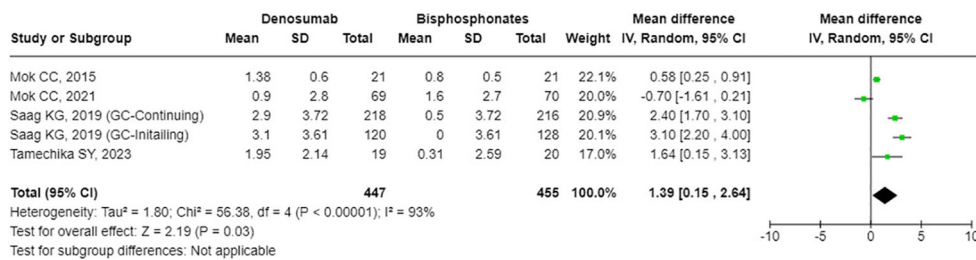 Denosumab Bisphosphonates Mean difference Mean difference
Study or Subgroup Mean SD Total Mean SD Total Weight IV, Random, 95% CI IV, Random, 95% CI
Mok CC, 2015 1.38 0.6 21 0.8 0.5 21 22.1% 0.58 [0.25 , 0.91]
Mok CC, 2021 0.9 2.8 69 1.6 2.7 70 20.0% -0.70 [-1.61 , 0.21]
Saag KG, 2019 (GC-Continuing) 2.9 3.72 218 0.5 3.72 216 20.9% 2.40 [1.70 , 3.10]
Saag KG, 2019 (GC-Initailing) 3.1 3.61 120 0 3.61 128 20.1% 3.10 [2.20 , 4.00]
Tamechika SY, 2023 1.95 2.14 19 0.31 2.59 20 17.0% 1.64 [0.15 , 3.13]
Total (95% CI) 447 455 100.0% 1.39 [0.15 , 2.64]
Heterogeneity: Tau² = 1.80; Chi² = 56.38, df = 4 (P < 0.00001); I² = 93%
Test for overall effect: Z = 2.19 (P = 0.03)
Test for subgroup differences: Not applicable
-10 -5 0 5 10